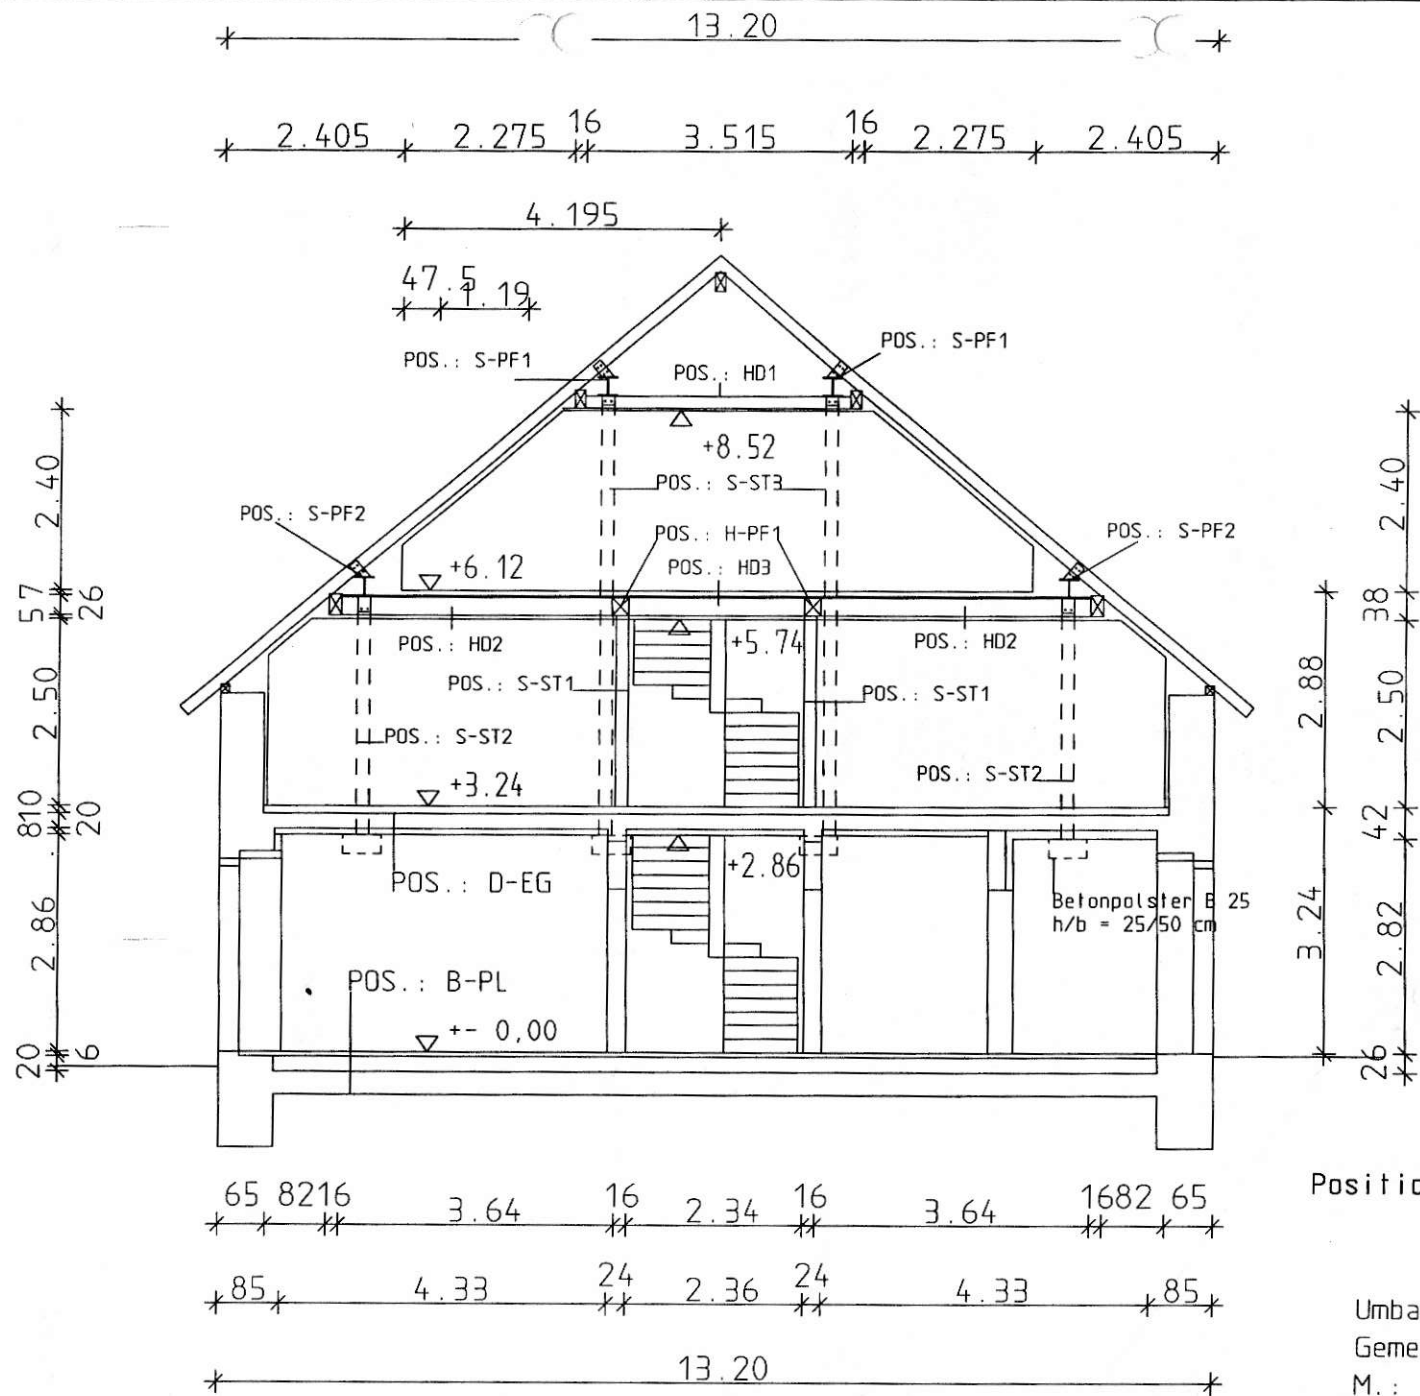 13.20
2.405 2.275 16 3.515 16 2.275 2.405
4.195
47.5 1.19
POS.: S-PF1
POS.: S-PF1
POS.: HD1
+8.52
POS.: S-ST3
POS.: S-PF2
POS.: H-PF1
POS.: S-PF2
+6.12
POS.: HD3
POS.: HD2
+5.74
POS.: HD2
POS.: S-ST1
POS.: S-ST1
POS.: S-ST2
POS.: S-ST2
+3.24
POS.: D-EG
+2.86
Betonpolster B 25
h/b = 25/50 cm
POS.: B-PL
+- 0,00
2.40
57
26
2.50
810
20
2.86
20
6
2.88
3.24
2.40
38
2.50
42
2.82
26
65 82 16 3.64 16 2.34 16 3.64 16 82 65
85 4.33 24 2.36 24 4.33 85
13.20
Positio
Umba
Geme
M.: